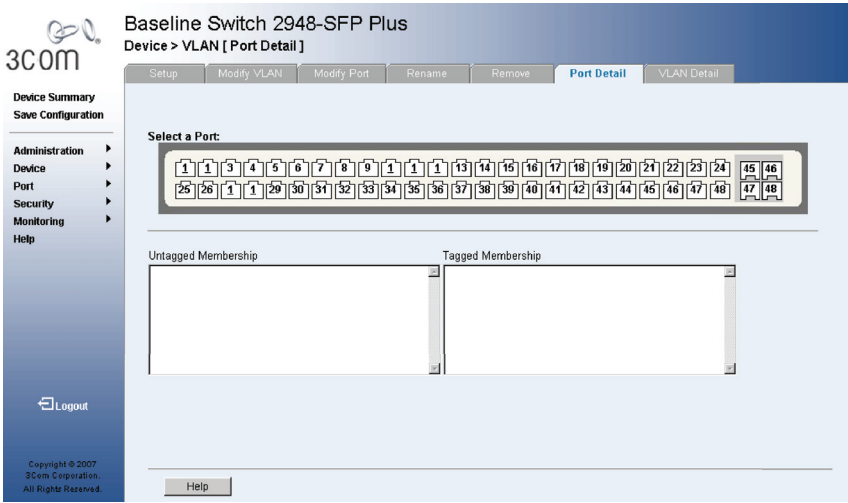 3COM
Baseline Switch 2948-SFP Plus
Device > VLAN [ Port Detail ]
Setup Modify VLAN Modify Port Rename Remove Port Detail VLAN Detail
Device Summary
Save Configuration
Administration
Device
Port
Security
Monitoring
Help
Logout
Copyright © 2007
3Com Corporation.
All Rights Reserved.
Select a Port:
1 1 3 4 5 6 7 8 9 1 1 1 13 14 15 16 17 18 19 20 21 22 23 24 45 46
25 26 1 1 29 30 31 32 33 34 35 36 37 38 39 40 41 42 43 44 45 46 47 48 47 48
Untagged Membership Tagged Membership
Help